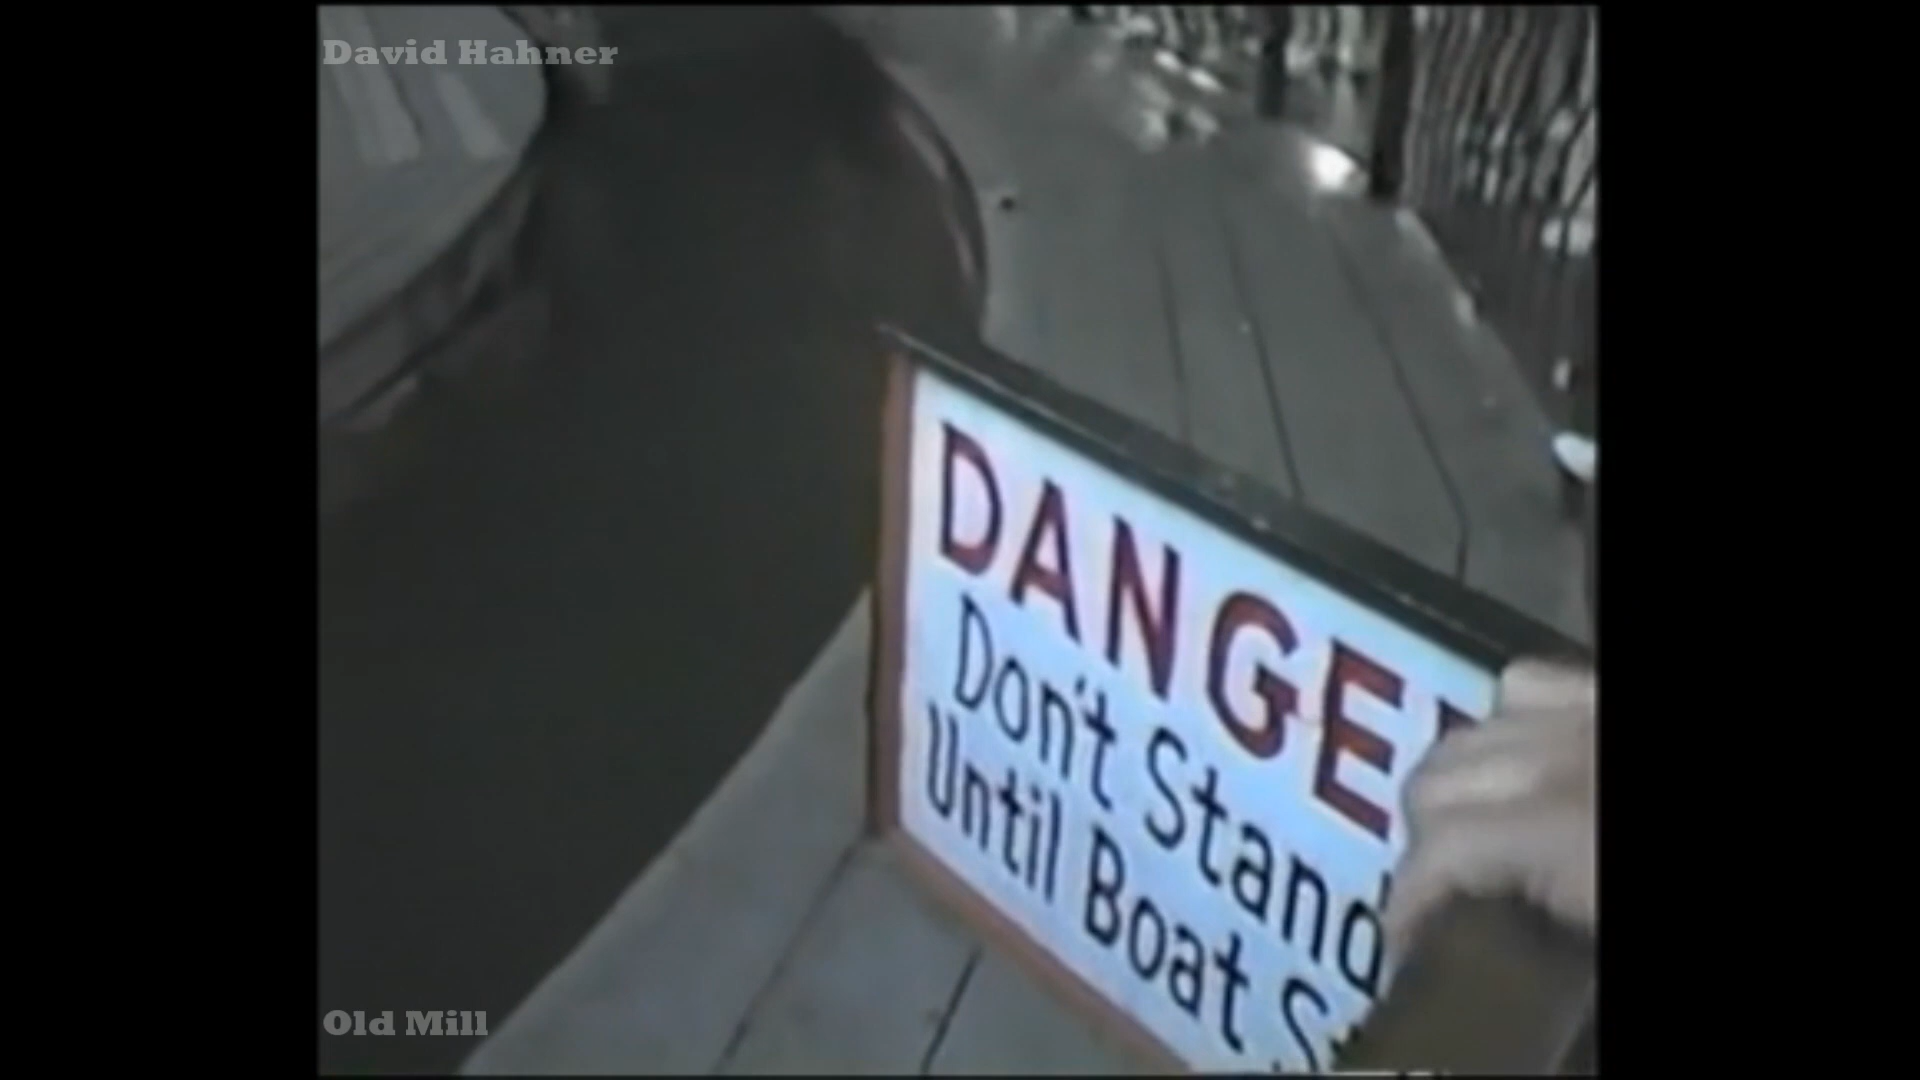 David Hahner
DANGE
Don't Stand
Until Boat S
Old Mill